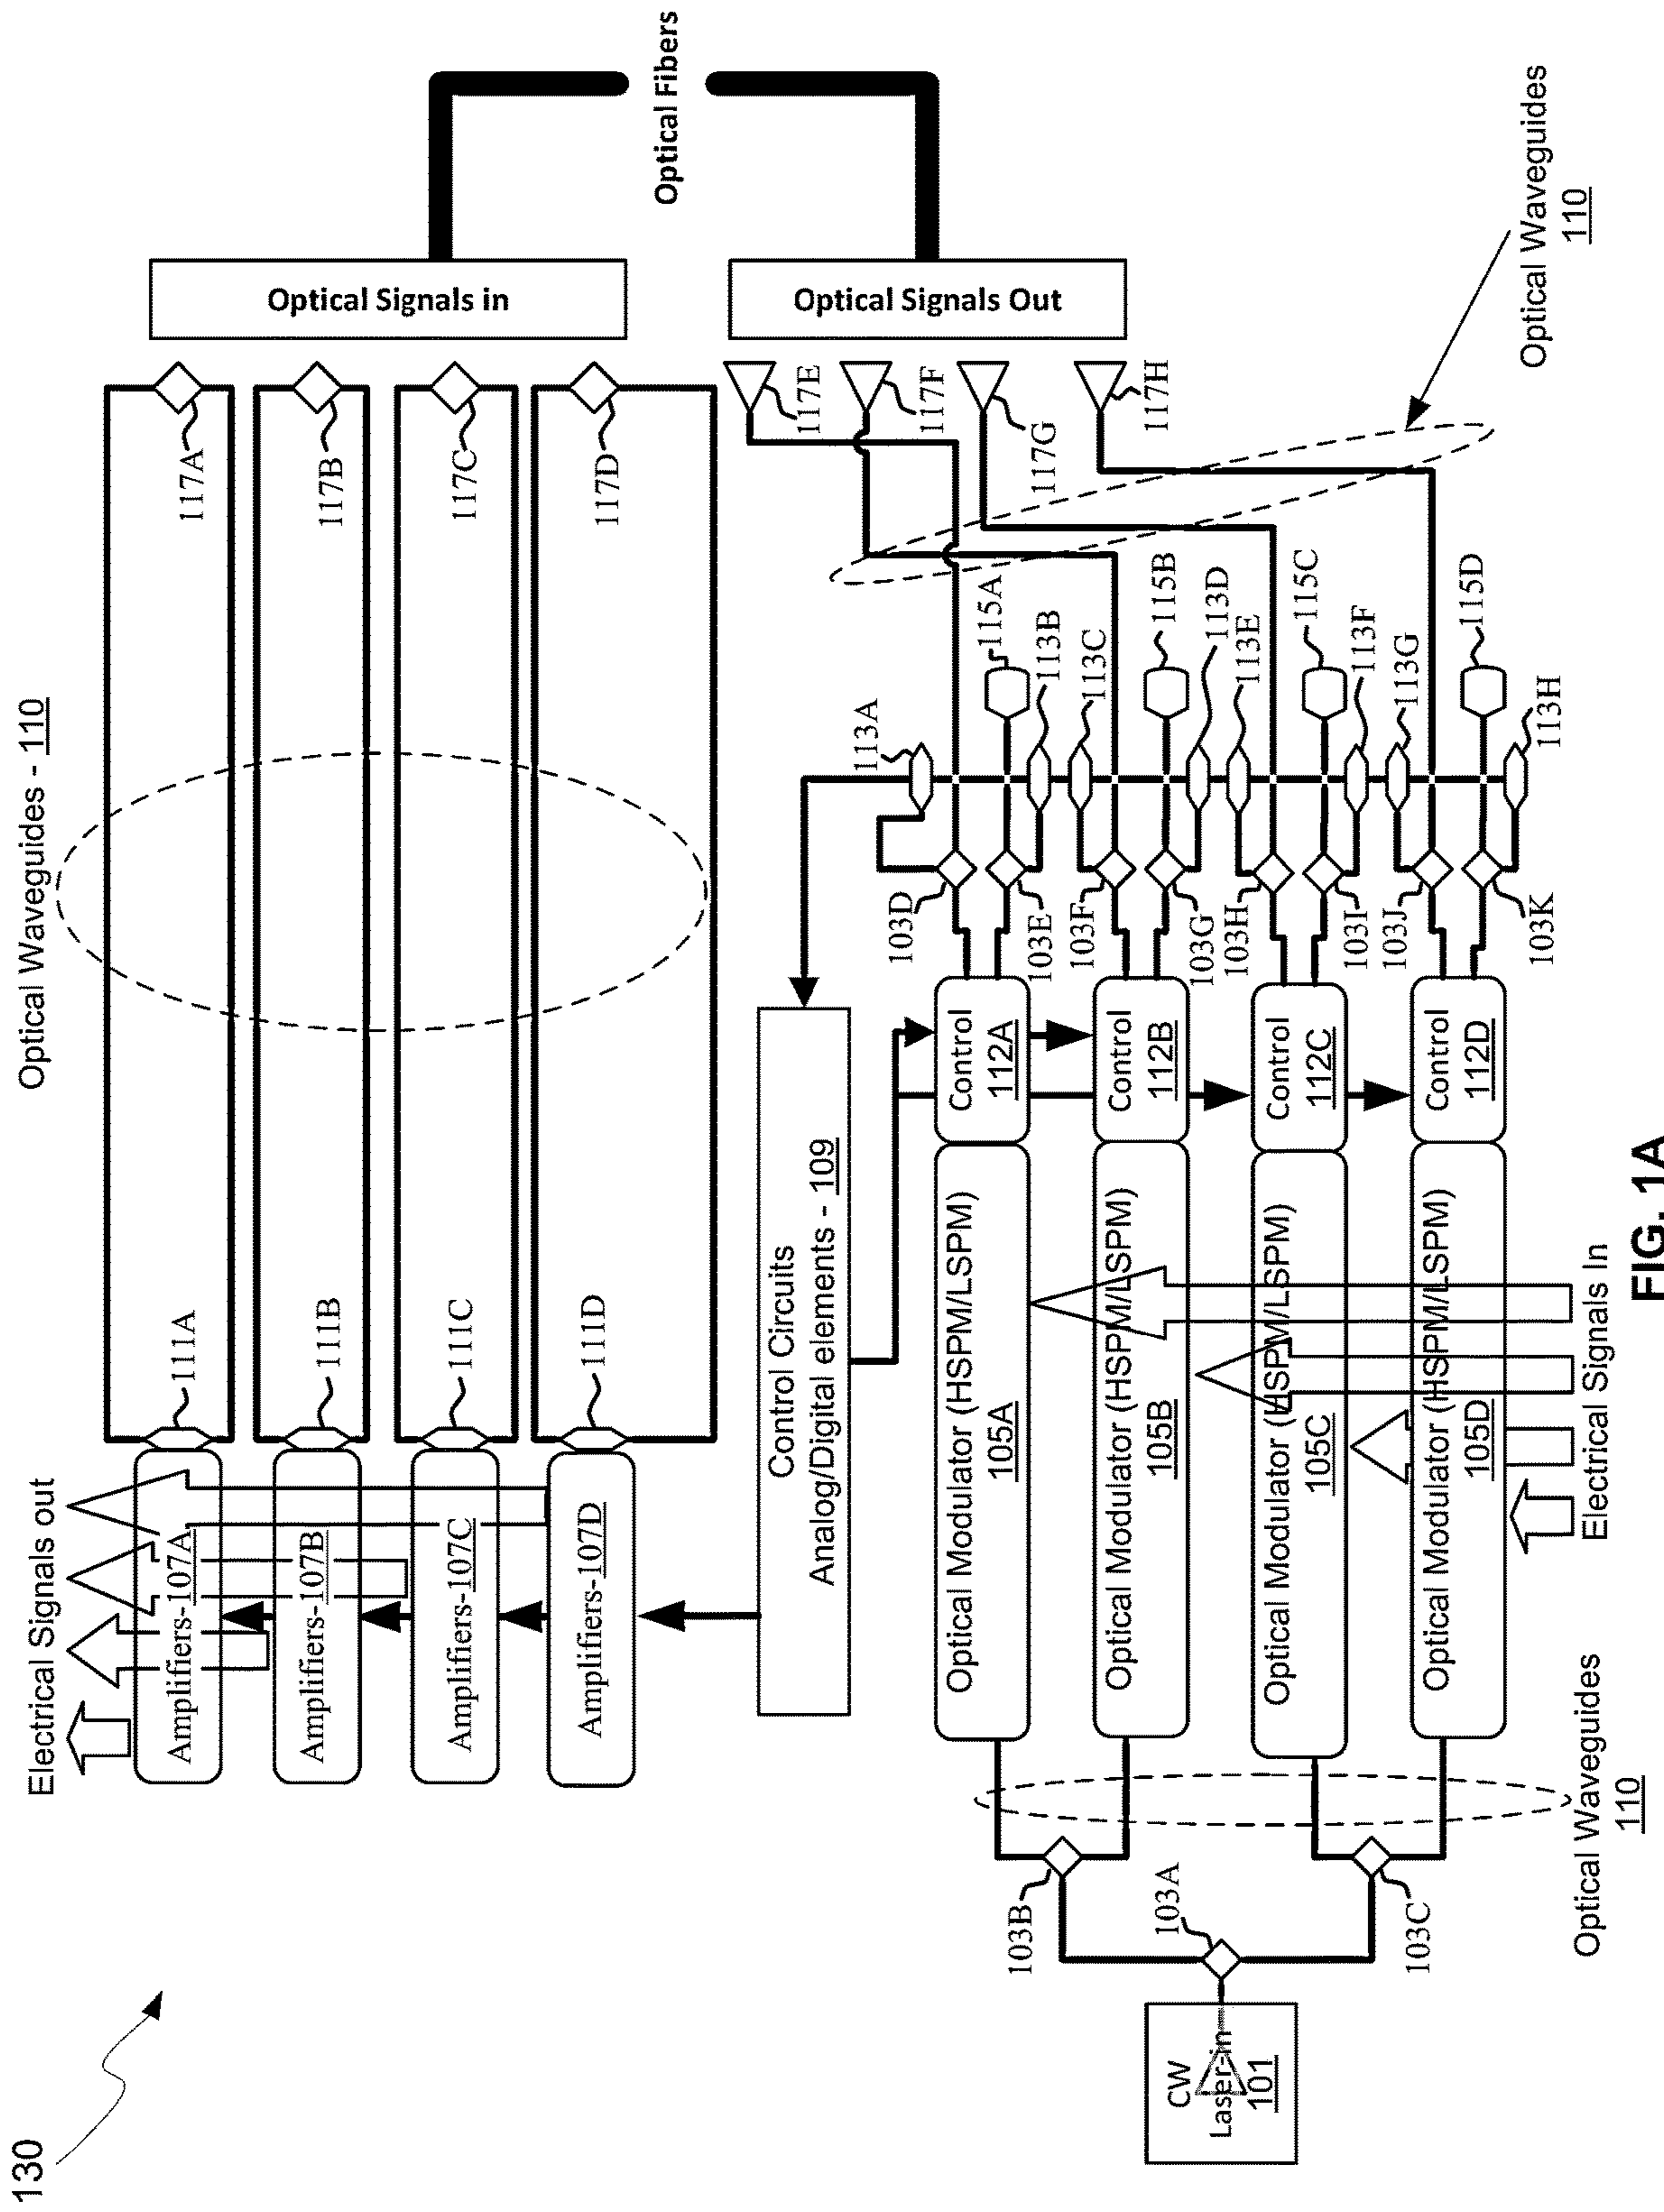 130
Electrical Signals out
Optical Waveguides - 110
Amplifiers-107A
Amplifiers-107B
Amplifiers-107C
Amplifiers-107D
111A
111B
111C
111D
117A
117B
117C
117D
Optical Signals in
Optical Fibers
Optical Signals Out
Control Circuits
Analog/Digital elements - 109
117E
117F
117G
117H
Optical Waveguides
110
CW
Laser-in
101
103A
103B
103C
Optical Waveguides
110
Optical Modulator (HSPM/LSPM)
105A
Optical Modulator (HSPM/LSPM)
105B
Optical Modulator (HSPM/LSPM)
105C
Optical Modulator (HSPM/LSPM)
105D
Electrical Signals In
Control
112A
Control
112B
Control
112C
Control
112D
103D
103E
103F
103G
103H
103I
103J
103K
113A
115A
113B
113C
115B
113D
113E
115C
113F
113G
115D
113H
FIG. 1A